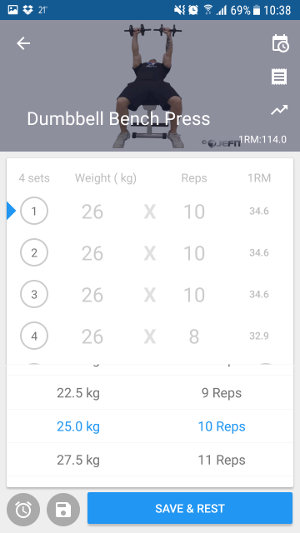 21°
69% 10:38
Dumbbell Bench Press
JEFIT
1RM:114.0
4 sets Weight ( kg) Reps 1RM
1 26 X 10 34.6
2 26 X 10 34.6
3 26 X 10 34.6
4 26 X 8 32.9
22.5 kg 9 Reps
25.0 kg 10 Reps
27.5 kg 11 Reps
SAVE & REST